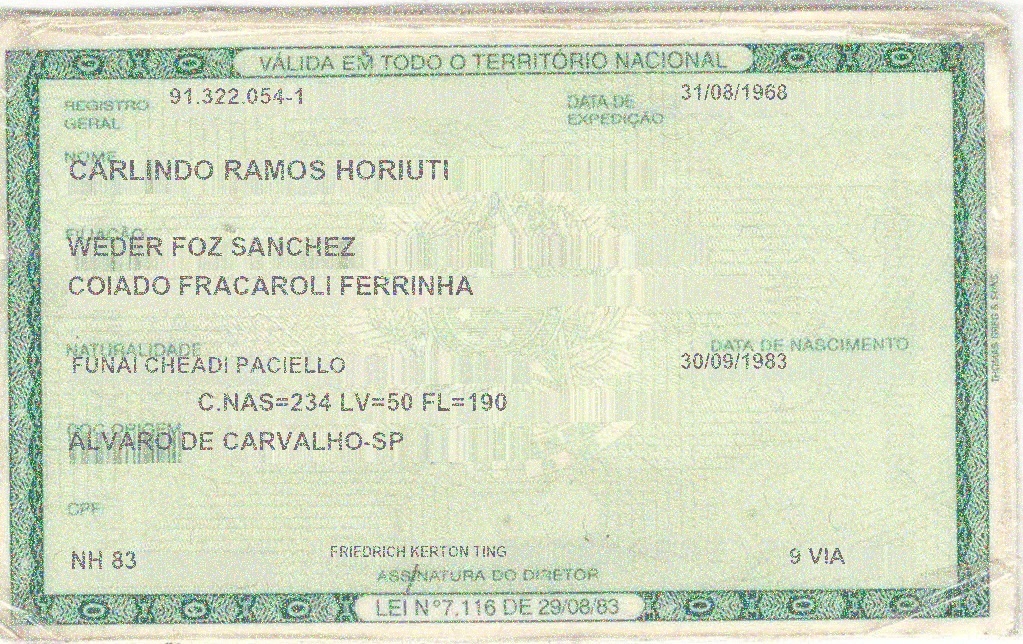 VÁLIDA EM TODO O TERRITÓRIO NACIONAL
REGISTRO GERAL 91.322.054-1
DATA DE EXPEDIÇÃO 31/08/1968
NOME
CARLINDO RAMOS HORIUTI
FILIAÇÃO
WEDER FOZ SANCHEZ
COIADO FRACAROLI FERRINHA
NATURALIDADE
FUNAI CHEADI PACIELLO
DATA DE NASCIMENTO
30/09/1983
C.NAS=234 LV=50 FL=190
DOC ORIGEM
ALVARO DE CARVALHO-SP
CPF
NH 83
FRIEDRICH KERTON TING
9 VIA
ASSINATURA DO DIRETOR
LEI N°7.116 DE 29/08/83
THOMAS GREG & SONS